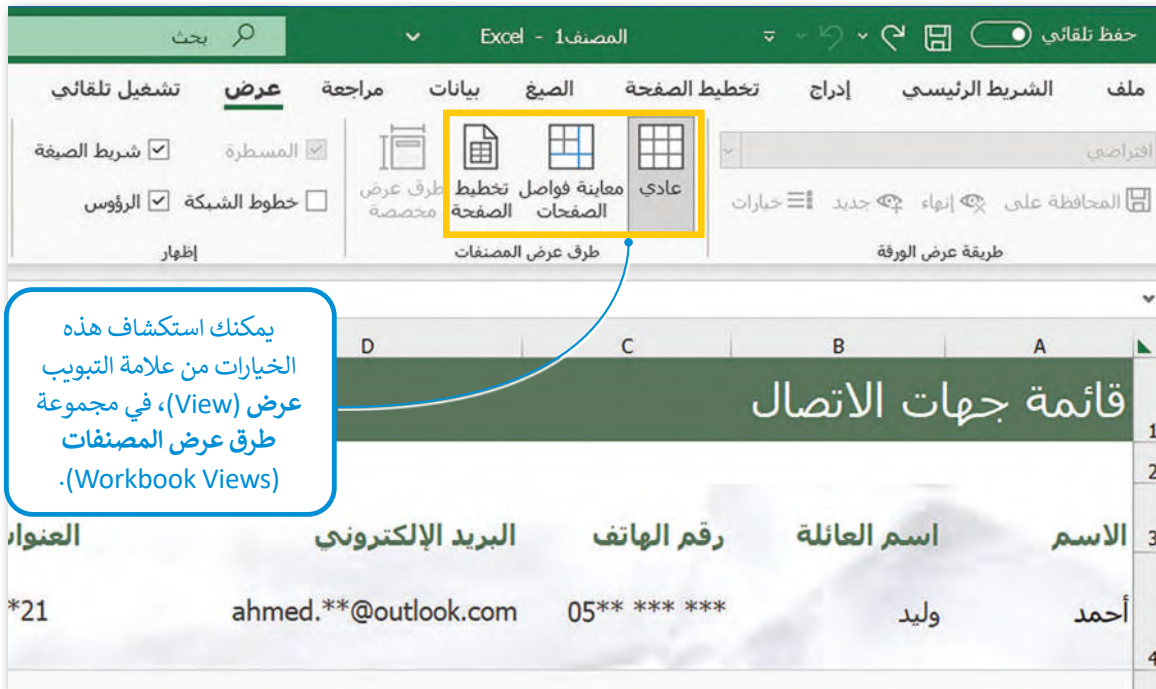 حفظ تلقائي
المصنف1 - Excel
بحث
ملف الشريط الرئيسي إدراج تخطيط الصفحة الصيغ بيانات مراجعة عرض تشغيل تلقائي
افتراضي
المحافظة على إنهاء جديد خيارات
طريقة عرض الورقة
عادي
معاينة فواصل
الصفحات
تخطيط
الصفحة
طرق عرض
مخصصة
طرق عرض المصنفات
المسطرة شريط الصيغة
خطوط الشبكة الرؤوس
إظهار
يمكنك استكشاف هذه
الخيارات من علامة التبويب
عرض (View)، في مجموعة
طرق عرض المصنفات
(Workbook Views).
A B C D
1 قائمة جهات الاتصال
2
3 الاسم اسم العائلة رقم الهاتف البريد الإلكتروني العنوا
4 أحمد وليد 05** *** *** ahmed.**@outlook.com *21